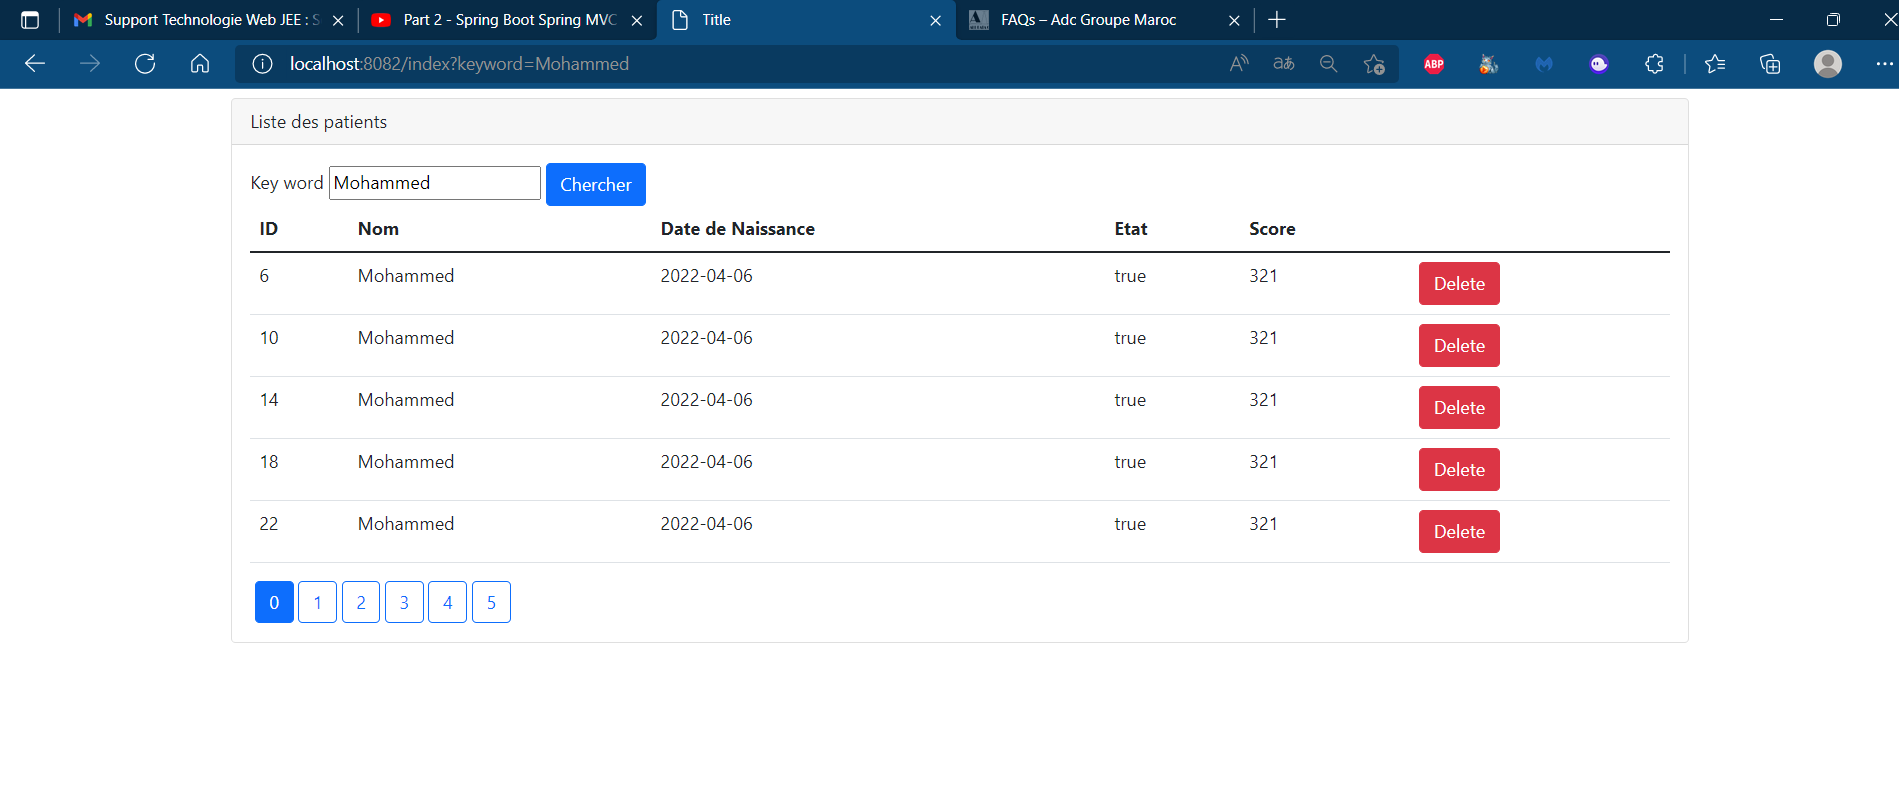 Support Technologie Web JEE : S
Part 2 - Spring Boot Spring MVC
Title
FAQs – Adc Groupe Maroc
localhost:8082/index?keyword=Mohammed
A
aあ
ABP
Liste des patients
Key word Mohammed Chercher
ID Nom Date de Naissance Etat Score
6 Mohammed 2022-04-06 true 321 Delete
10 Mohammed 2022-04-06 true 321 Delete
14 Mohammed 2022-04-06 true 321 Delete
18 Mohammed 2022-04-06 true 321 Delete
22 Mohammed 2022-04-06 true 321 Delete
0 1 2 3 4 5